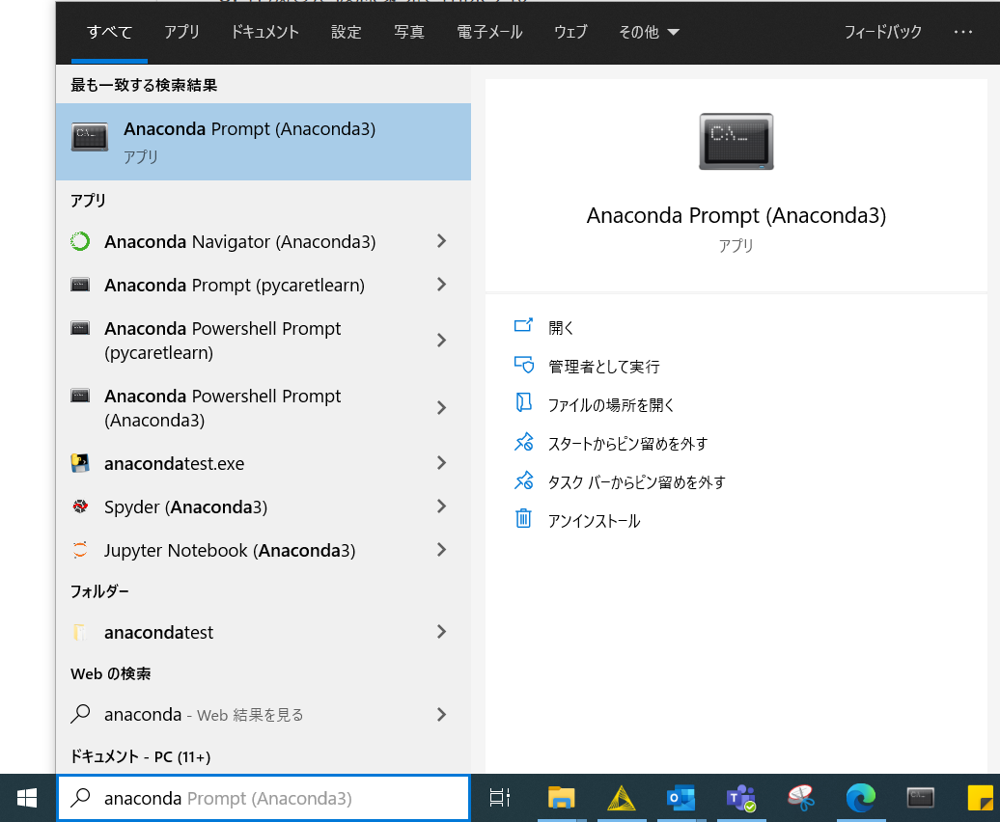 すべて アプリ ドキュメント 設定 写真 電子メール ウェブ その他 フィードバック ...
最も一致する検索結果
Anaconda Prompt (Anaconda3)
アプリ
アプリ
Anaconda Navigator (Anaconda3)
Anaconda Prompt (pycaretlearn)
Anaconda Powershell Prompt
(pycaretlearn)
Anaconda Powershell Prompt
(Anaconda3)
anacondatest.exe
Spyder (Anaconda3)
Jupyter Notebook (Anaconda3)
フォルダー
anacondatest
Web の検索
anaconda - Web 結果を見る
ドキュメント - PC (11+)
anaconda Prompt (Anaconda3)
C:\_
Anaconda Prompt (Anaconda3)
アプリ
開く
管理者として実行
ファイルの場所を開く
スタートからピン留めを外す
タスク バーからピン留めを外す
アンインストール